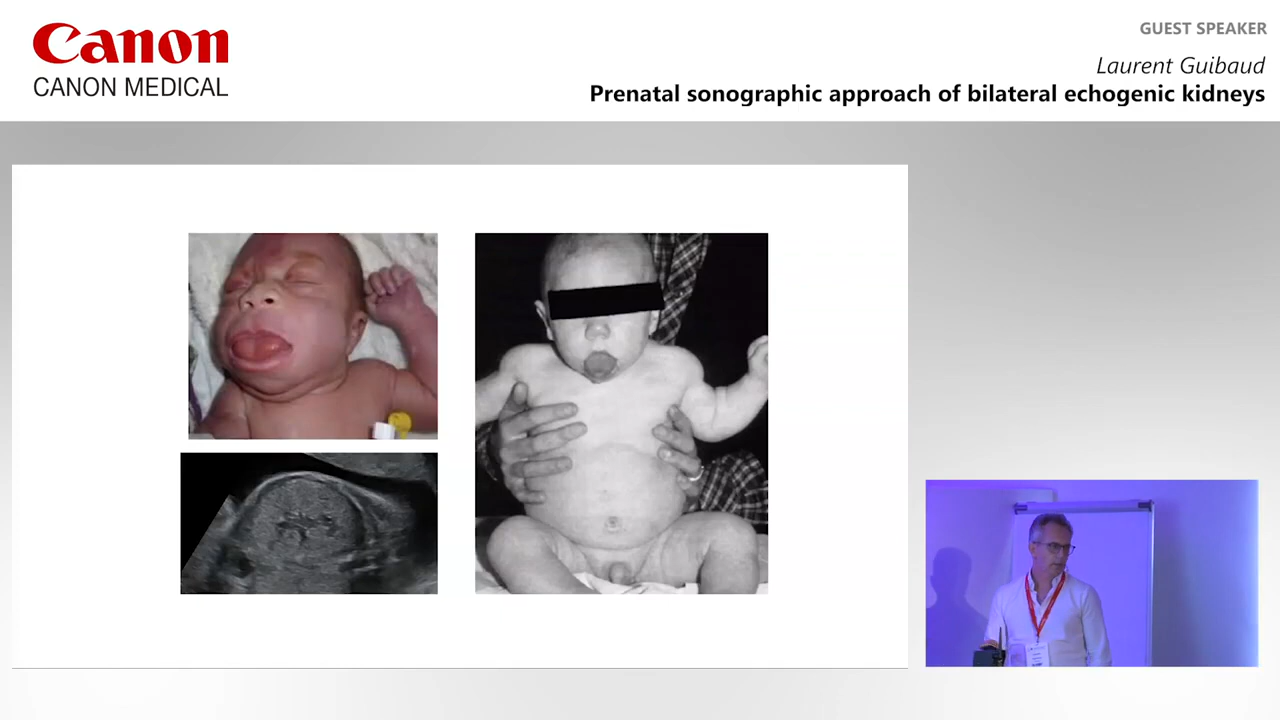 Canon
CANON MEDICAL
GUEST SPEAKER
Laurent Guibaud
Prenatal sonographic approach of bilateral echogenic kidneys